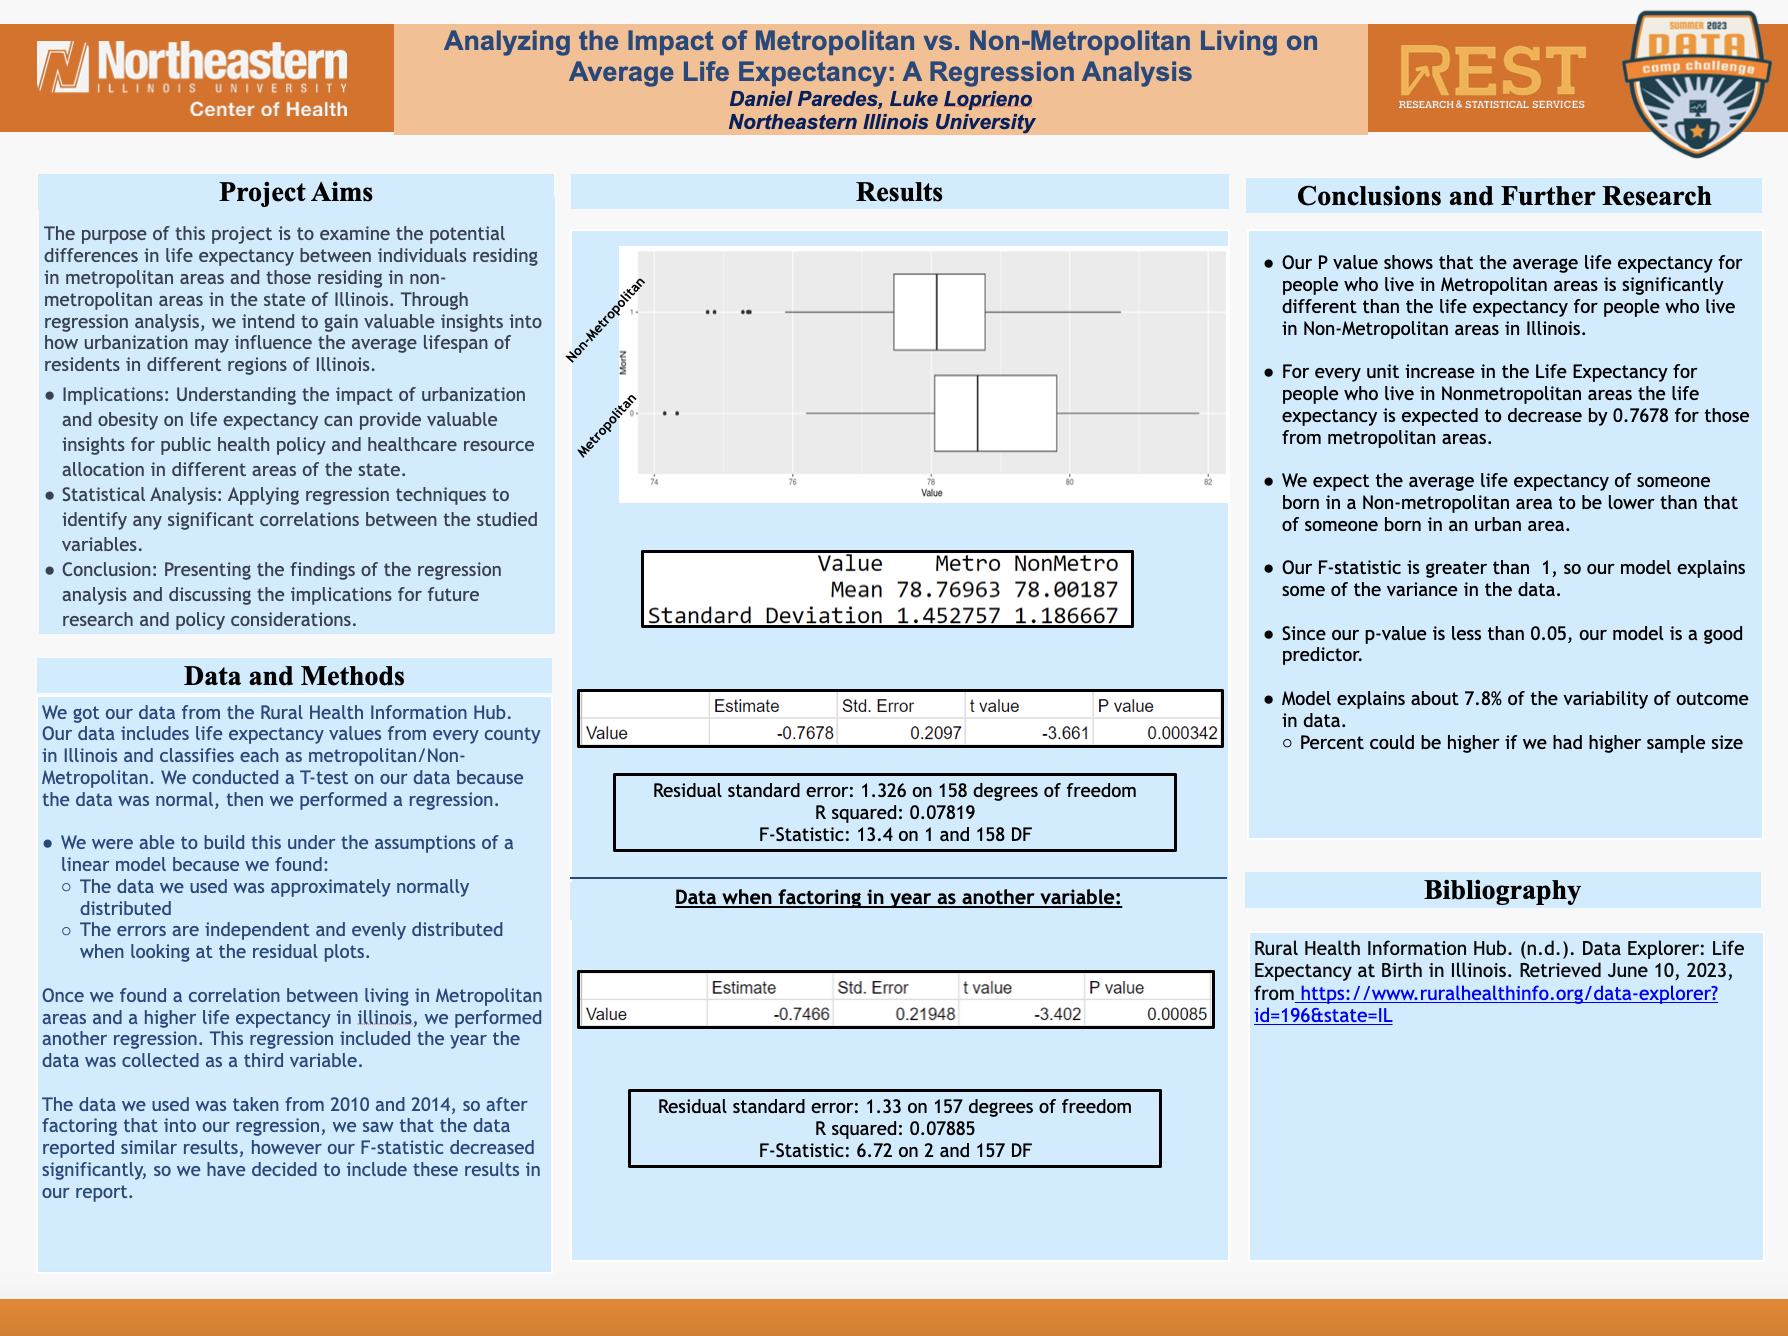 Northeastern
ILLINOIS UNIVERSITY
Center of Health
Analyzing the Impact of Metropolitan vs. Non-Metropolitan Living on
Average Life Expectancy: A Regression Analysis
Daniel Paredes, Luke Loprieno
Northeastern Illinois University
REST
RESEARCH & STATISTICAL SERVICES
SUMMER 2023
DATA
camp challenge
Project Aims
The purpose of this project is to examine the potential
differences in life expectancy between individuals residing
in metropolitan areas and those residing in non-
metropolitan areas in the state of Illinois. Through
regression analysis, we intend to gain valuable insights into
how urbanization may influence the average lifespan of
residents in different regions of Illinois.
● Implications: Understanding the impact of urbanization
and obesity on life expectancy can provide valuable
insights for public health policy and healthcare resource
allocation in different areas of the state.
● Statistical Analysis: Applying regression techniques to
identify any significant correlations between the studied
variables.
● Conclusion: Presenting the findings of the regression
analysis and discussing the implications for future
research and policy considerations.
Data and Methods
We got our data from the Rural Health Information Hub.
Our data includes life expectancy values from every county
in Illinois and classifies each as metropolitan/Non-
Metropolitan. We conducted a T-test on our data because
the data was normal, then we performed a regression.
● We were able to build this under the assumptions of a
linear model because we found:
○ The data we used was approximately normally
distributed
○ The errors are independent and evenly distributed
when looking at the residual plots.
Once we found a correlation between living in Metropolitan
areas and a higher life expectancy in illinois, we performed
another regression. This regression included the year the
data was collected as a third variable.
The data we used was taken from 2010 and 2014, so after
factoring that into our regression, we saw that the data
reported similar results, however our F-statistic decreased
significantly, so we have decided to include these results in
our report.
Results
Non-Metropolitan
1
MorN
Metropolitan
0
74 76 78 80 82
Value
Value Metro NonMetro
Mean 78.76963 78.00187
Standard Deviation 1.452757 1.186667
Estimate Std. Error t value P value
Value -0.7678 0.2097 -3.661 0.000342
Residual standard error: 1.326 on 158 degrees of freedom
R squared: 0.07819
F-Statistic: 13.4 on 1 and 158 DF
Data when factoring in year as another variable:
Estimate Std. Error t value P value
Value -0.7466 0.21948 -3.402 0.00085
Residual standard error: 1.33 on 157 degrees of freedom
R squared: 0.07885
F-Statistic: 6.72 on 2 and 157 DF
Conclusions and Further Research
● Our P value shows that the average life expectancy for
people who live in Metropolitan areas is significantly
different than the life expectancy for people who live
in Non-Metropolitan areas in Illinois.
● For every unit increase in the Life Expectancy for
people who live in Nonmetropolitan areas the life
expectancy is expected to decrease by 0.7678 for those
from metropolitan areas.
● We expect the average life expectancy of someone
born in a Non-metropolitan area to be lower than that
of someone born in an urban area.
● Our F-statistic is greater than 1, so our model explains
some of the variance in the data.
● Since our p-value is less than 0.05, our model is a good
predictor.
● Model explains about 7.8% of the variability of outcome
in data.
○ Percent could be higher if we had higher sample size
Bibliography
Rural Health Information Hub. (n.d.). Data Explorer: Life
Expectancy at Birth in Illinois. Retrieved June 10, 2023,
from https://www.ruralhealthinfo.org/data-explorer?
id=196&state=IL